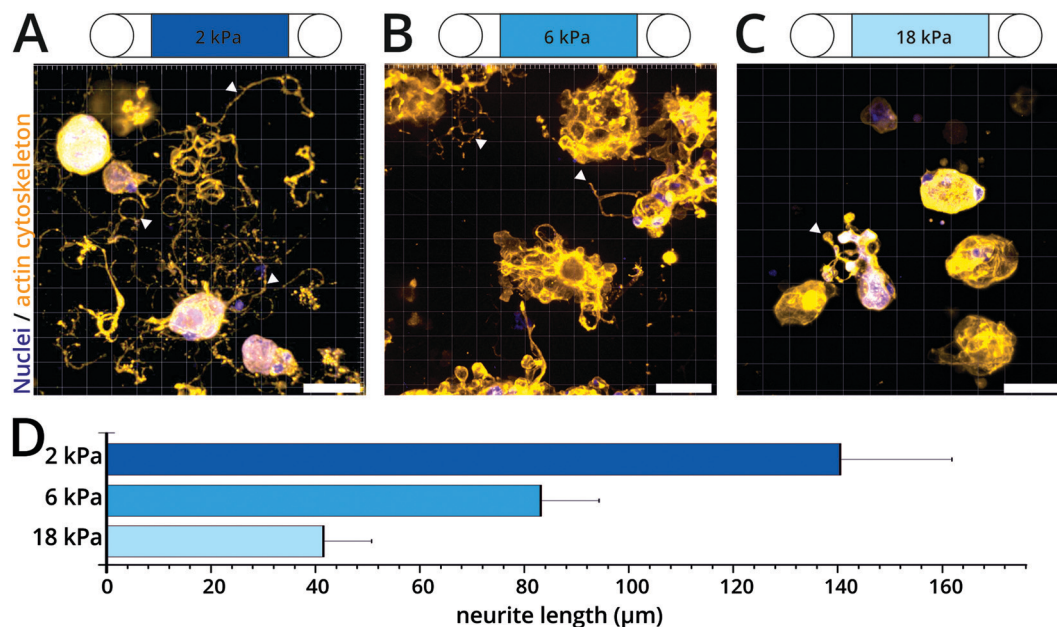 A
2 kPa
B
6 kPa
C
18 kPa
Nuclei / actin cytoskeleton
D
2 kPa
6 kPa
18 kPa
0 20 40 60 80 100 120 140 160
neurite length (µm)